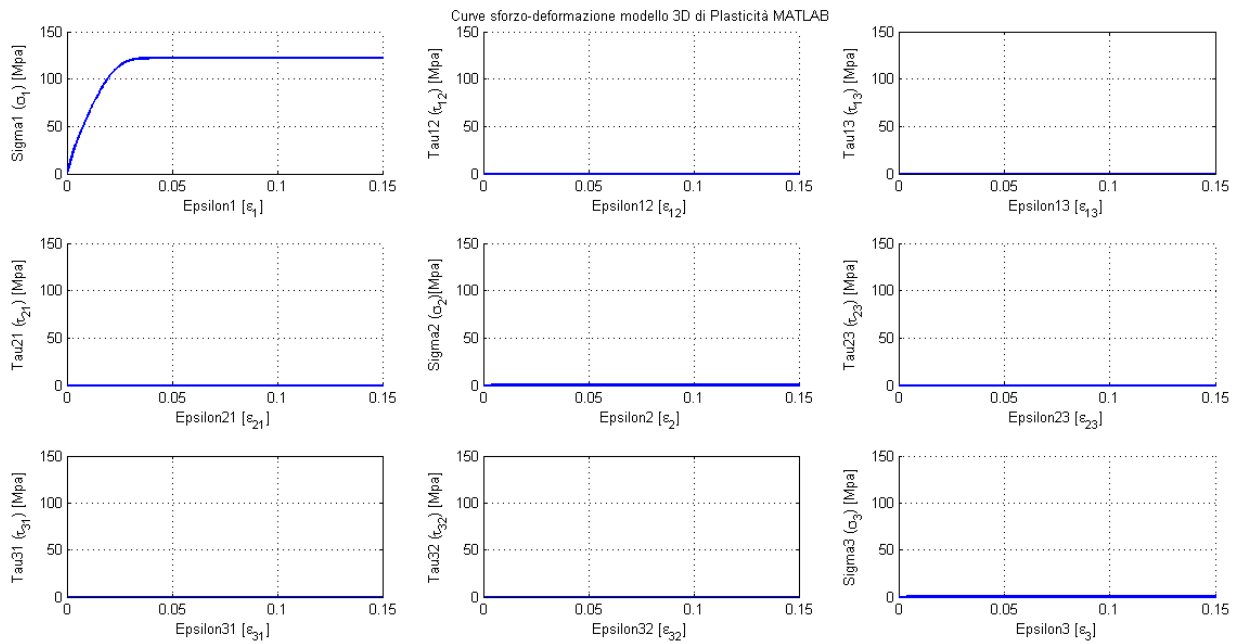 Curve sforzo-deformazione modello 3D di Plasticità MATLAB
Sigma1 (σ₁) [Mpa]
150
100
50
0
0 0.05 0.1 0.15
Epsilon1 [ε₁]
Tau12 (τ₁₂) [Mpa]
150
100
50
0
0 0.05 0.1 0.15
Epsilon12 [ε₁₂]
Tau13 (τ₁₃) [Mpa]
150
100
50
0
0 0.05 0.1 0.15
Epsilon13 [ε₁₃]
Tau21 (τ₂₁) [Mpa]
150
100
50
0
0 0.05 0.1 0.15
Epsilon21 [ε₂₁]
Sigma2 (σ₂)[Mpa]
150
100
50
0
0 0.05 0.1 0.15
Epsilon2 [ε₂]
Tau23 (τ₂₃) [Mpa]
150
100
50
0
0 0.05 0.1 0.15
Epsilon23 [ε₂₃]
Tau31 (τ₃₁) [Mpa]
150
100
50
0
0 0.05 0.1 0.15
Epsilon31 [ε₃₁]
Tau32 (τ₃₂) [Mpa]
150
100
50
0
0 0.05 0.1 0.15
Epsilon32 [ε₃₂]
Sigma3 (σ₃) [Mpa]
150
100
50
0
0 0.05 0.1 0.15
Epsilon3 [ε₃]